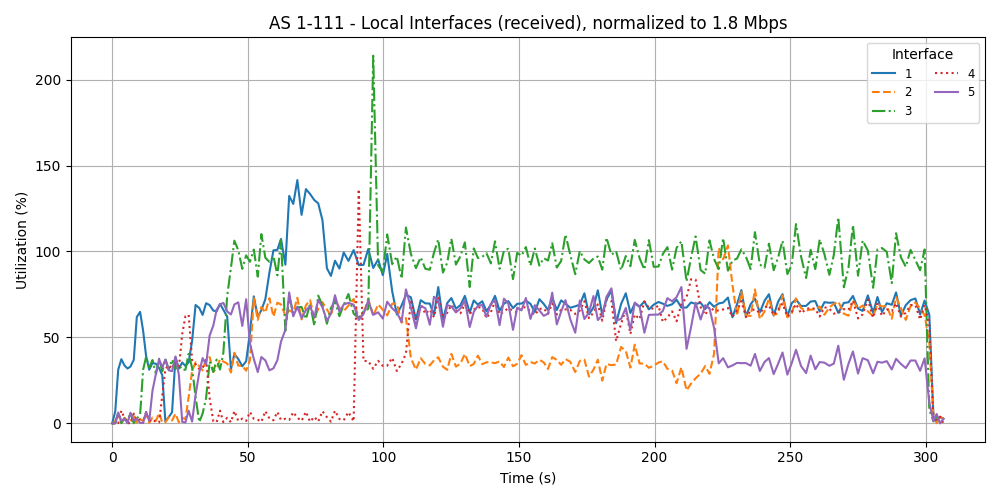 AS 1-111 - Local Interfaces (received), normalized to 1.8 Mbps
Utilization (%)
200
150
100
50
0
Interface
1
2
3
4
5
0 50 100 150 200 250 300
Time (s)